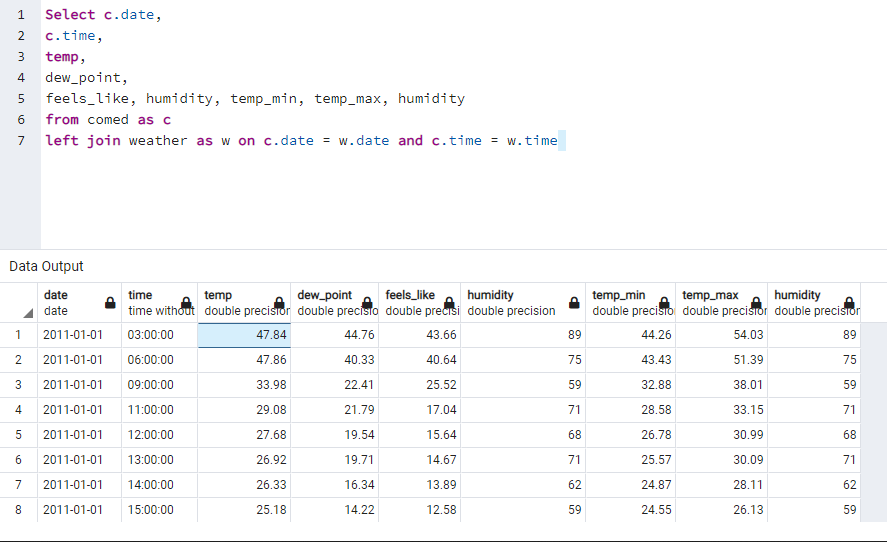 1 Select c.date,
2 c.time,
3 temp,
4 dew_point,
5 feels_like, humidity, temp_min, temp_max, humidity
6 from comed as c
7 left join weather as w on c.date = w.date and c.time = w.time
Data Output
date time temp dew_point feels_like humidity temp_min temp_max humidity
date time without double precision double precisio double precisi double precision double precisio double precision double precision
1 2011-01-01 03:00:00 47.84 44.76 43.66 89 44.26 54.03 89
2 2011-01-01 06:00:00 47.86 40.33 40.64 75 43.43 51.39 75
3 2011-01-01 09:00:00 33.98 22.41 25.52 59 32.88 38.01 59
4 2011-01-01 11:00:00 29.08 21.79 17.04 71 28.58 33.15 71
5 2011-01-01 12:00:00 27.68 19.54 15.64 68 26.78 30.99 68
6 2011-01-01 13:00:00 26.92 19.71 14.67 71 25.57 30.09 71
7 2011-01-01 14:00:00 26.33 16.34 13.89 62 24.87 28.11 62
8 2011-01-01 15:00:00 25.18 14.22 12.58 59 24.55 26.13 59